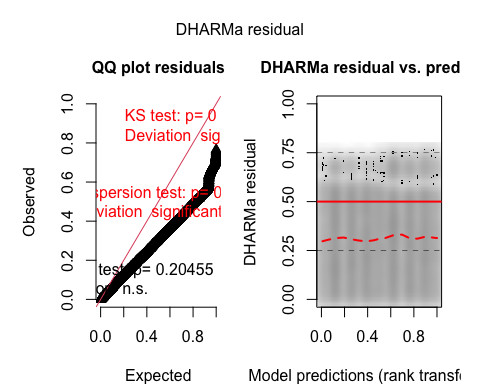 DHARMa residual
QQ plot residuals
KS test: p= 0
Deviation sig
spersion test: p= 0
viation significant
test p= 0.20455
n.s.
Observed
0.0 0.2 0.4 0.6 0.8 1.0
0.0 0.4 0.8
Expected
DHARMa residual vs. pred
DHARMa residual
0.00 0.25 0.50 0.75 1.00
0.0 0.4 0.8
Model predictions (rank transfo